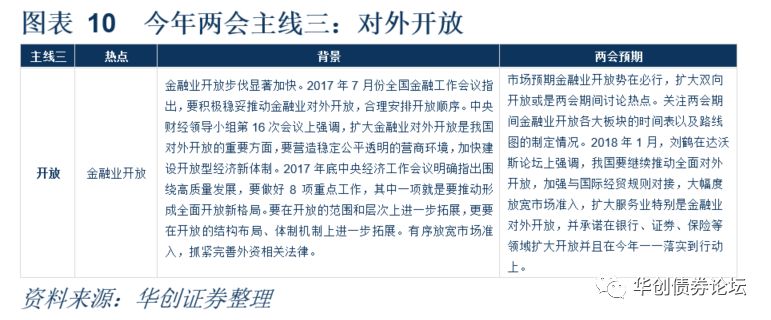 图表 10 今年两会主线三：对外开放
主线三 热点 背景 两会预期
开放
金融业开放
金融业开放步伐显著加快。2017 年 7 月份全国金融工作会议指
出，要积极稳妥推动金融业对外开放，合理安排开放顺序。中央
财经领导小组第 16 次会议上强调，扩大金融业对外开放是我国
对外开放的重要方面，要营造稳定公平透明的营商环境，加快建
设开放型经济新体制。2017 年底中央经济工作会议明确指出围
绕高质量发展，要做好 8 项重点工作，其中一项就是要推动形
成全面开放新格局。要在开放的范围和层次上进一步拓展，更要
在开放的结构布局、体制机制上进一步拓展。有序放宽市场准
入，抓紧完善外资相关法律。
市场预期金融业开放势在必行，扩大双向
开放或是两会期间讨论热点。关注两会期
间金融业开放各大板块的时间表以及路线
图的制定情况。2018 年 1 月，刘鹤在达沃
斯论坛上强调，我国要继续推动全面对外
开放，加强与国际经贸规则对接，大幅度
放宽市场准入，扩大服务业特别是金融业
对外开放，并承诺在银行、证券、保险等
领域扩大开放并且在今年一一落实到行动
上。
资料来源：华创证券整理
华创债券论坛